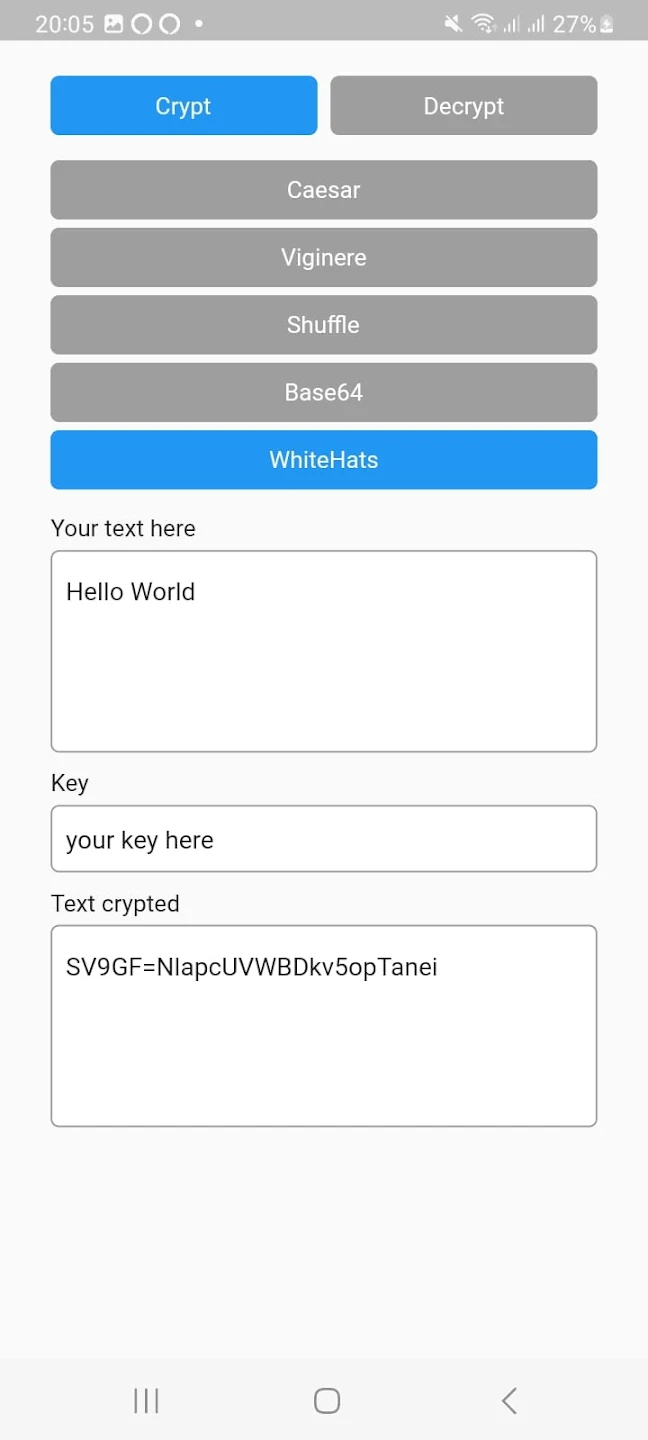 20:05 27%
Crypt Decrypt
Caesar
Viginere
Shuffle
Base64
WhiteHats
Your text here
Hello World
Key
your key here
Text crypted
SV9GF=NIapcUVWBDkv5opTanei